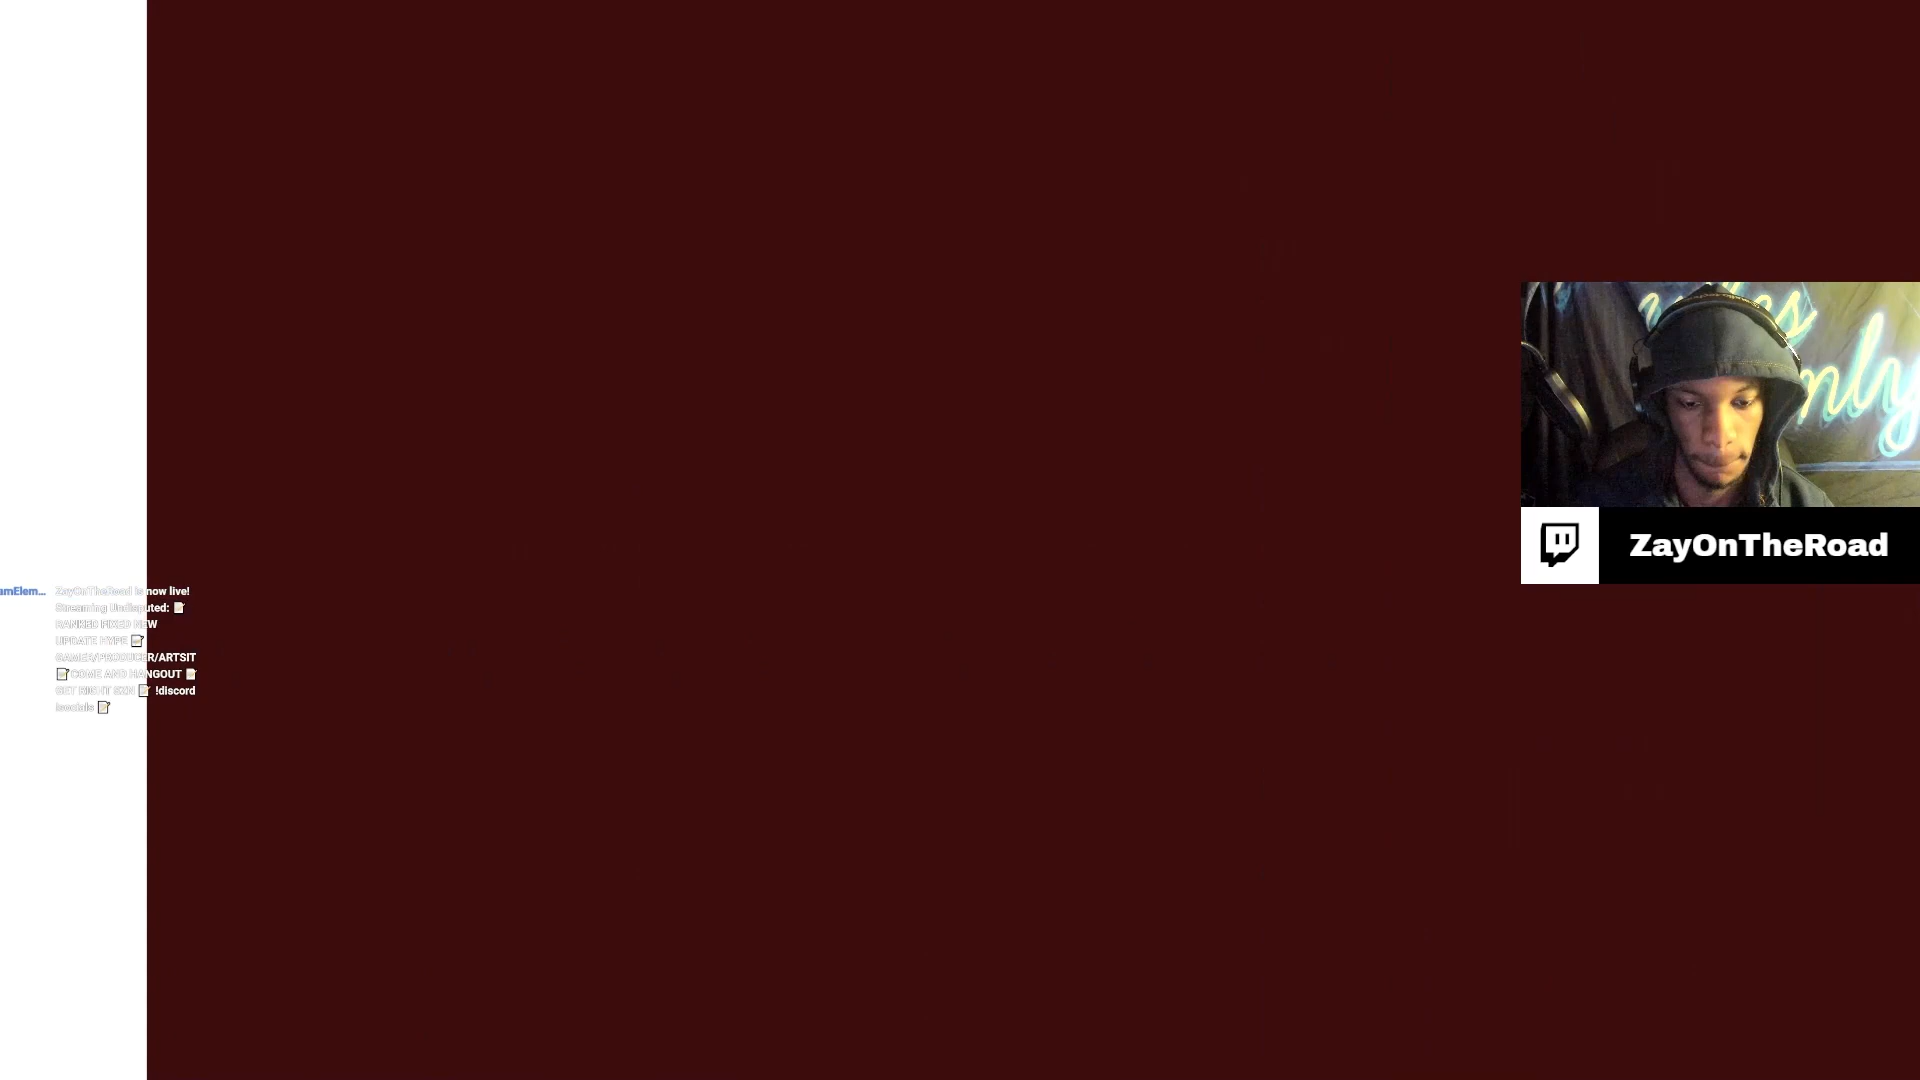 amElem... ZayOnTheRoad is now live!
Streaming Undisputed: 📝
RANKED FIXED NEW
UPDATE HYPE 📝
GAMER/PRODUCER/ARTSIT
📝 COME AND HANGOUT 📝
GET RIGHT SZN 📝 !discord
!socials 📝
ZayOnTheRoad